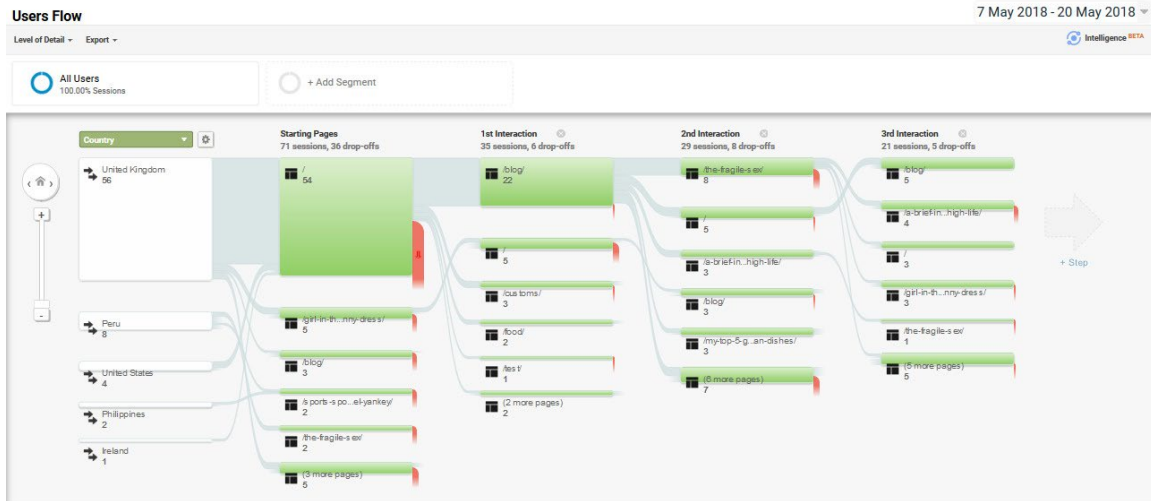 Users Flow
7 May 2018 - 20 May 2018
Level of Detail
Export
Intelligence BETA
All Users
100.00% Sessions
+ Add Segment
Country
United Kingdom
56
Peru
8
United States
4
Philippines
2
Ireland
1
Starting Pages
71 sessions, 36 drop-offs
/
54
/girl-in-th...nny-dress/
5
/blog/
3
/sports-spo...el-yankey/
2
/the-fragile-sex/
2
(3 more pages)
5
1st Interaction
35 sessions, 6 drop-offs
/blog/
22
/
5
/customs/
3
/food/
2
/test/
1
(2 more pages)
2
2nd Interaction
29 sessions, 8 drop-offs
/the-fragile-sex/
8
/
5
/a-brief-in...high-life/
3
/blog/
3
/my-top-5-g...an-dishes/
3
(6 more pages)
7
3rd Interaction
21 sessions, 5 drop-offs
/blog/
5
/a-brief-in...high-life/
4
/
3
/girl-in-th...nny-dress/
3
/the-fragile-sex/
1
(5 more pages)
5
+ Step